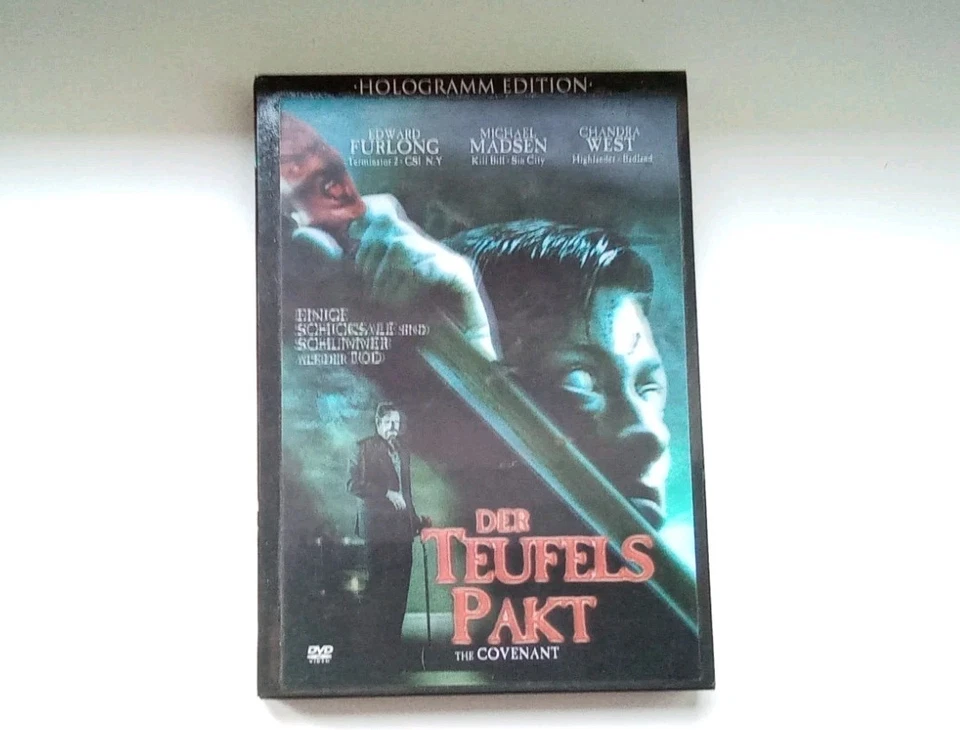 ·HOLOGRAMM EDITION·
EDWARD MICHAEL CHANDRA
FURLONG MADSEN WEST
Terminator 2 - CSI N.Y Kill Bill - Sin City Highlander - Badland
EINIGE
SCHICKSALE SIND
SCHLIMMER
ALS DER TOD
DER
TEUFELS
PAKT
THE COVENANT
DVD
VIDEO